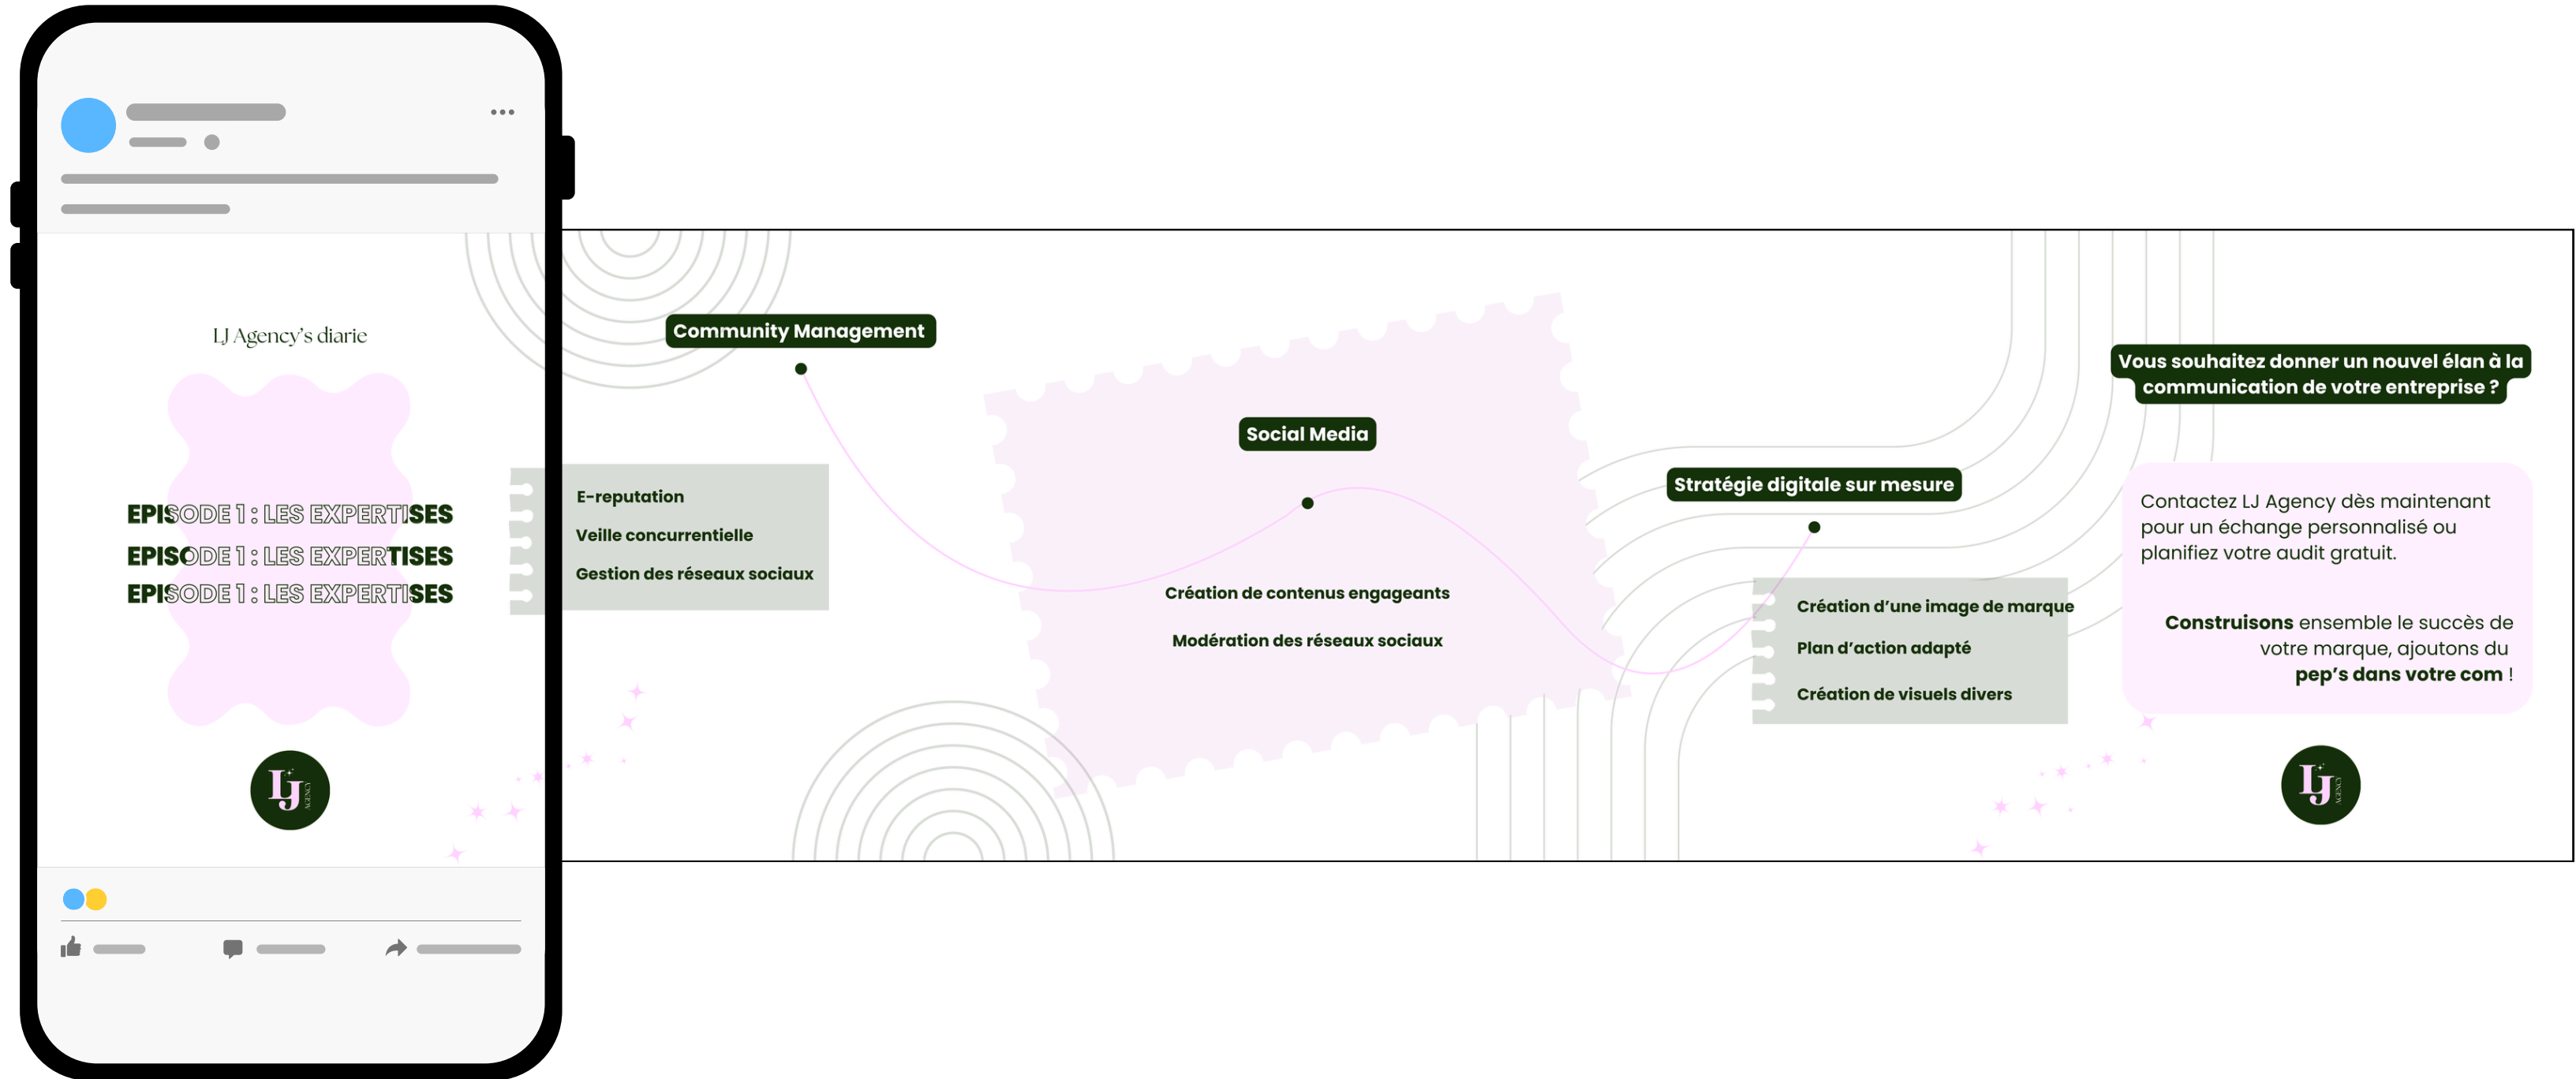 LJ Agency's diarie
EPISODE 1 : LES EXPERTISES
EPISODE 1 : LES EXPERTISES
EPISODE 1 : LES EXPERTISES
LJ
AGENCY
Community Management
E-reputation
Veille concurrentielle
Gestion des réseaux sociaux
Social Media
Création de contenus engageants
Modération des réseaux sociaux
Stratégie digitale sur mesure
Création d’une image de marque
Plan d’action adapté
Création de visuels divers
Vous souhaitez donner un nouvel élan à la
communication de votre entreprise ?
Contactez LJ Agency dès maintenant
pour un échange personnalisé ou
planifiez votre audit gratuit.
Construisons ensemble le succès de
votre marque, ajoutons du
pep’s dans votre com !
LJ
AGENCY